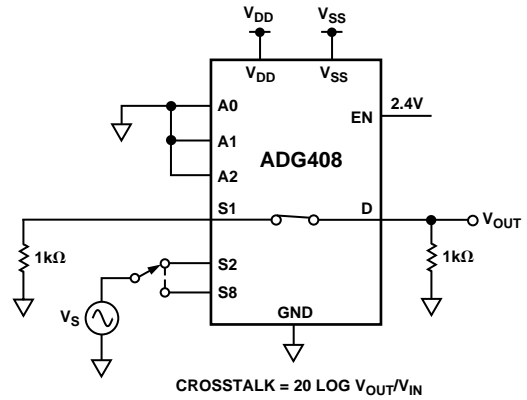 VDD
VSS
VDD
VSS
A0
A1
A2
EN
2.4V
ADG408
S1
D
VOUT
1kΩ
1kΩ
S2
S8
VS
GND
CROSSTALK = 20 LOG VOUT/VIN